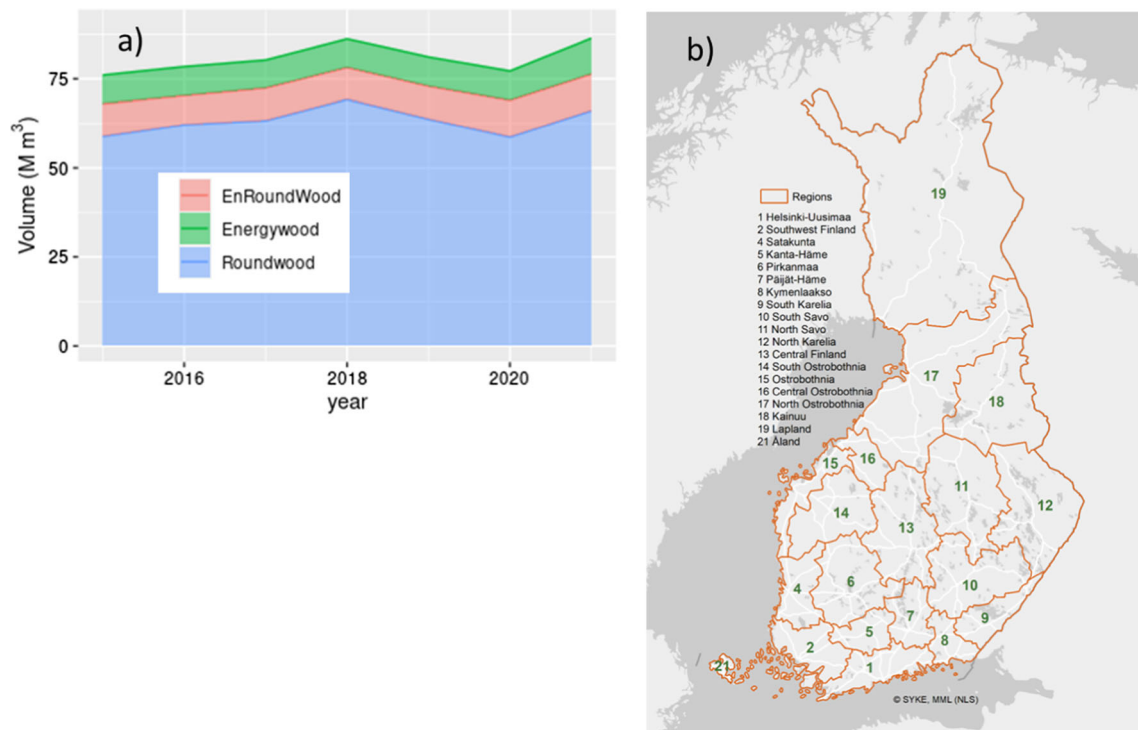 a)
75
50
25
0
Volume (M m³)
EnRoundWood
Energywood
Roundwood
2016
2018
2020
year
b)
Regions
1 Helsinki-Uusimaa
2 Southwest Finland
4 Satakunta
5 Kanta-Häme
6 Pirkanmaa
7 Päijät-Häme
8 Kymenlaakso
9 South Karelia
10 South Savo
11 North Savo
12 North Karelia
13 Central Finland
14 South Ostrobothnia
15 Ostrobothnia
16 Central Ostrobothnia
17 North Ostrobothnia
18 Kainuu
19 Lapland
21 Åland
19
17
18
15
16
11
12
14
13
4
6
10
7
9
5
8
2
1
21
© SYKE, MML (NLS)